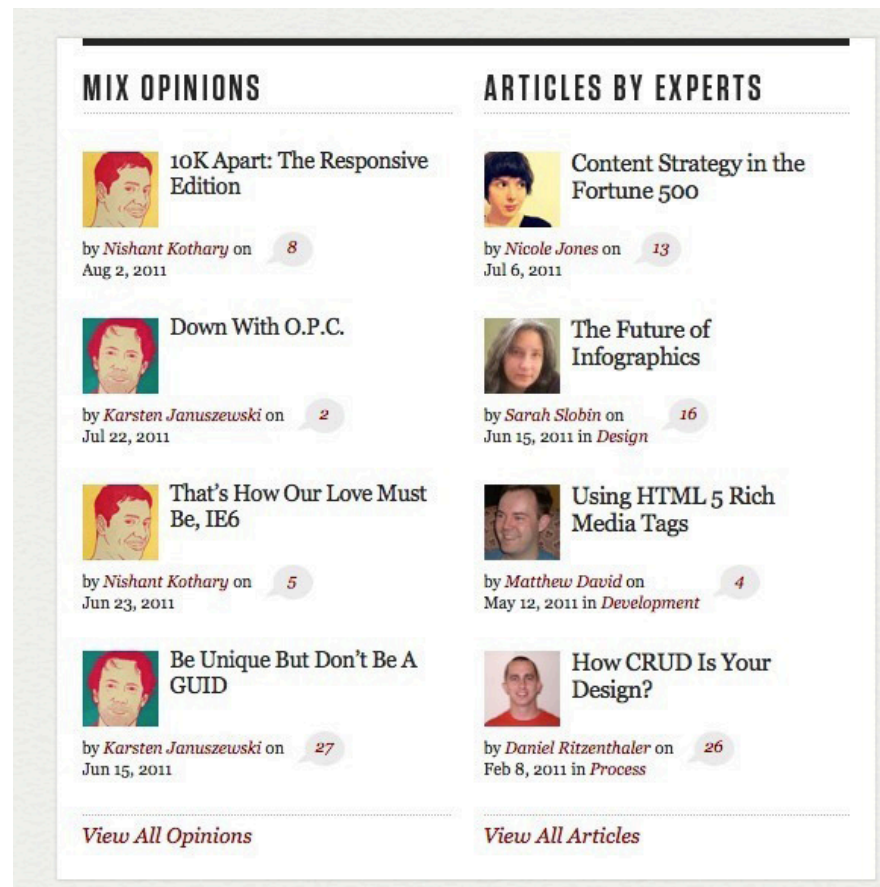 MIX OPINIONS
10K Apart: The Responsive
Edition
by Nishant Kothary on
Aug 2, 2011
8
Down With O.P.C.
by Karsten Januszewski on
Jul 22, 2011
2
That's How Our Love Must
Be, IE6
by Nishant Kothary on
Jun 23, 2011
5
Be Unique But Don't Be A
GUID
by Karsten Januszewski on
Jun 15, 2011
27
View All Opinions
ARTICLES BY EXPERTS
Content Strategy in the
Fortune 500
by Nicole Jones on
Jul 6, 2011
13
The Future of
Infographics
by Sarah Slobin on
Jun 15, 2011 in Design
16
Using HTML 5 Rich
Media Tags
by Matthew David on
May 12, 2011 in Development
4
How CRUD Is Your
Design?
by Daniel Ritzenthaler on
Feb 8, 2011 in Process
26
View All Articles